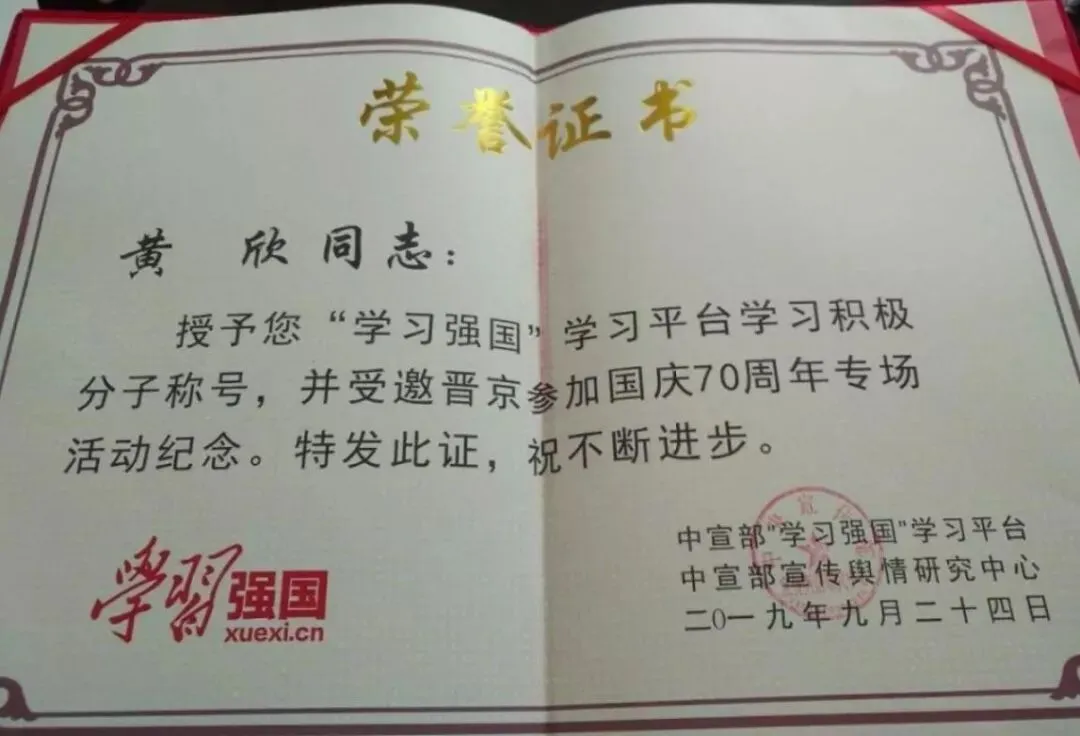 荣誉证书
黄 欣同志：
授予您“学习强国”学习平台学习积极
分子称号，并受邀晋京参加国庆70周年专场
活动纪念。特发此证，祝不断进步。
中宣部"学习强国"学习平台
中宣部宣传舆情研究中心
二0一九年九月二十四日
學習强国
xuexi.cn